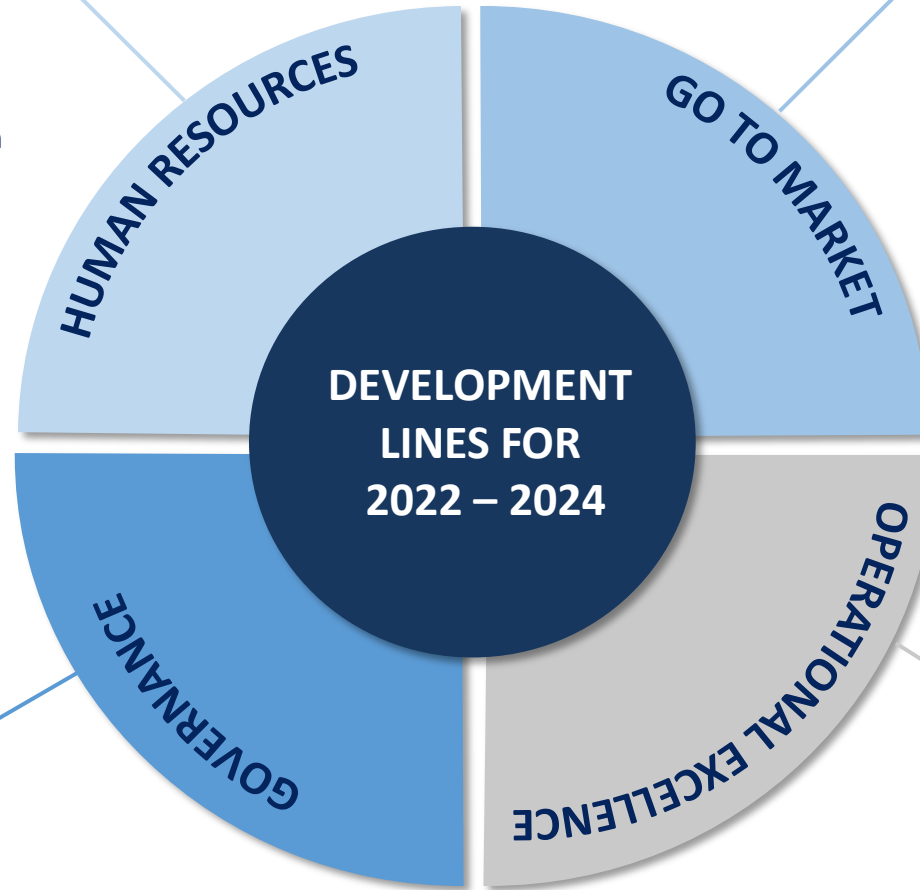 HUMAN RESOURCES
GO TO MARKET
DEVELOPMENT
LINES FOR
2022 – 2024
GOVERNANCE
OPERATIONAL EXCELLENCE